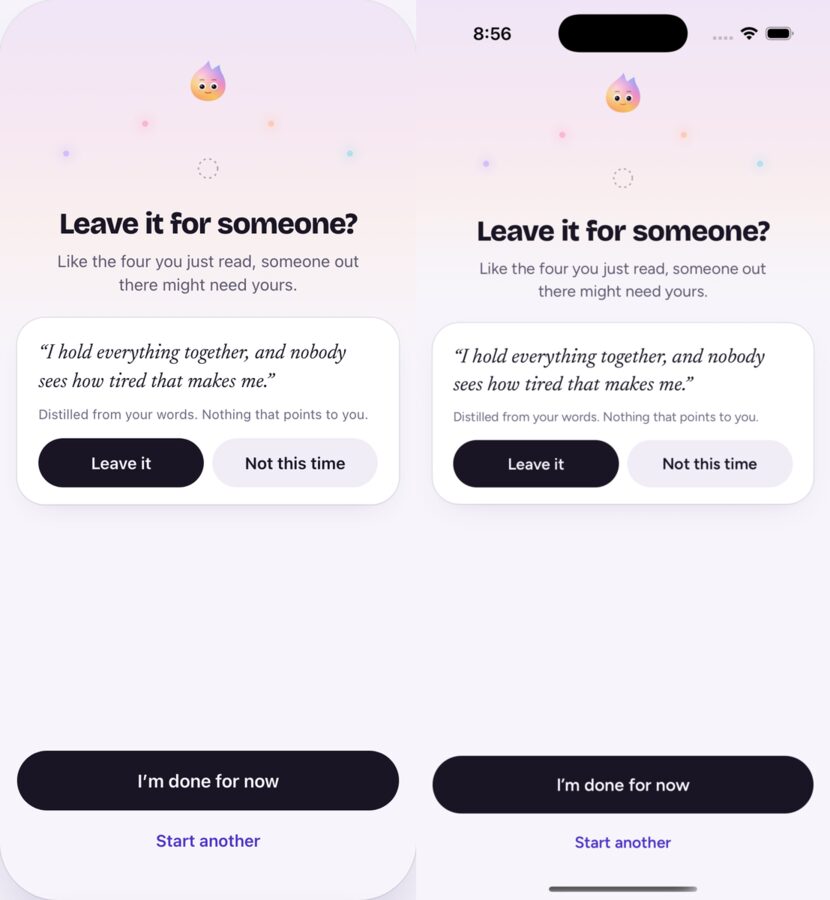 Leave it for someone?
Like the four you just read, someone out
there might need yours.
“I hold everything together, and nobody
sees how tired that makes me.”
Distilled from your words. Nothing that points to you.
Leave it
Not this time
I’m done for now
Start another
8:56
Leave it for someone?
Like the four you just read, someone out
there might need yours.
“I hold everything together, and nobody
sees how tired that makes me.”
Distilled from your words. Nothing that points to you.
Leave it
Not this time
I’m done for now
Start another